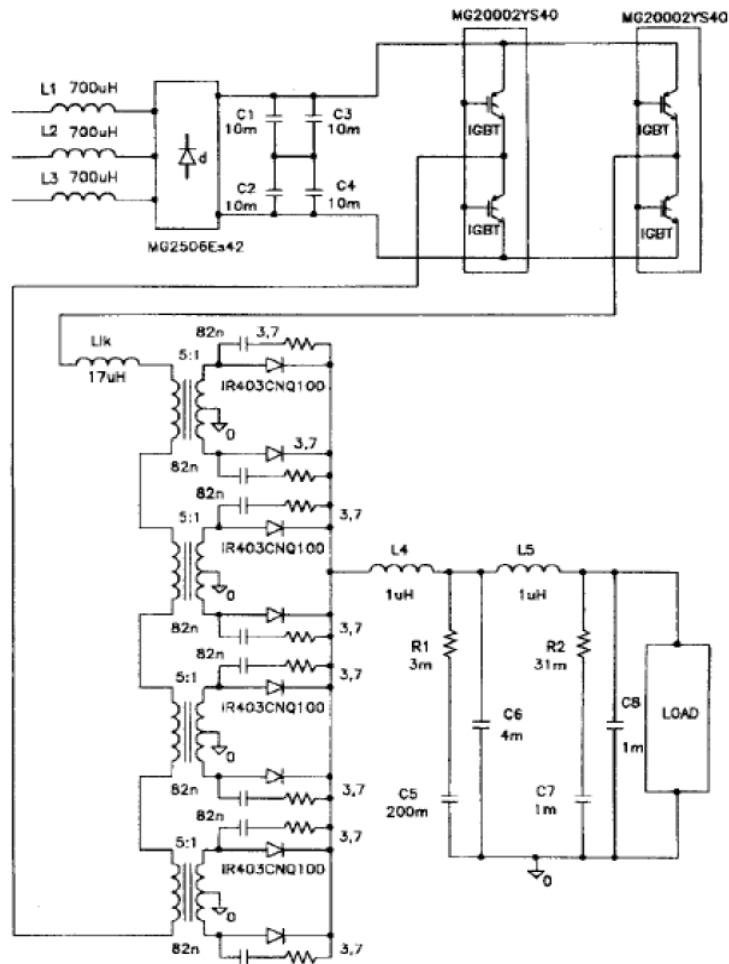 MG20002YS40
MG20002YS40
L1 700uH
L2 700uH
L3 700uH
d
MG2506Es42
C1
10m
C3
10m
C2
10m
C4
10m
IGBT
IGBT
IGBT
IGBT
Llk
17uH
5:1
82n
3,7
IR403CNQ100
0
3,7
82n
82n
3,7
5:1
IR403CNQ100
0
3,7
82n
82n
3,7
5:1
IR403CNQ100
0
3,7
82n
82n
3,7
5:1
IR403CNQ100
0
3,7
82n
L4
1uH
L5
1uH
R1
3m
R2
31m
C6
4m
C8
1m
LOAD
C5
200m
C7
1m
0